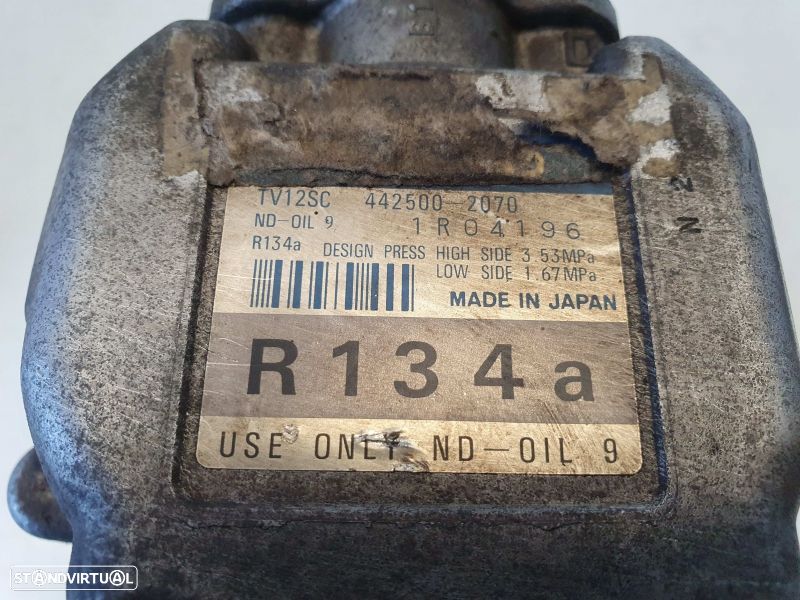 TV12SC 442500-2070
ND-OIL 9 1R04196
R134a DESIGN PRESS HIGH SIDE 3.53MPa
LOW SIDE 1.67MPa
MADE IN JAPAN
R134a
USE ONLY ND-OIL 9
N 2
STANDVIRTUAL